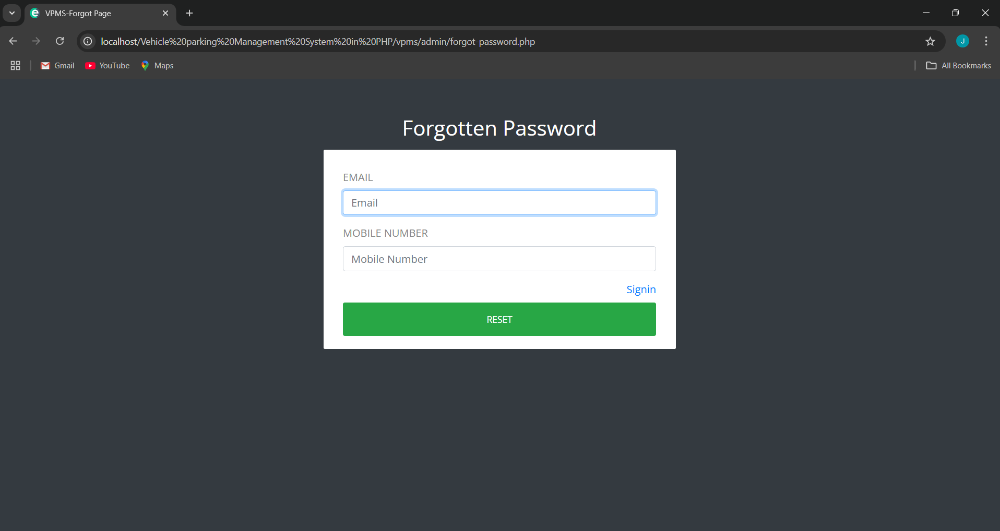 VPMS-Forgot Page
localhost/Vehicle%20parking%20Management%20System%20in%20PHP/vpms/admin/forgot-password.php
J
Gmail
YouTube
Maps
All Bookmarks
Forgotten Password
EMAIL
Email
MOBILE NUMBER
Mobile Number
Signin
RESET